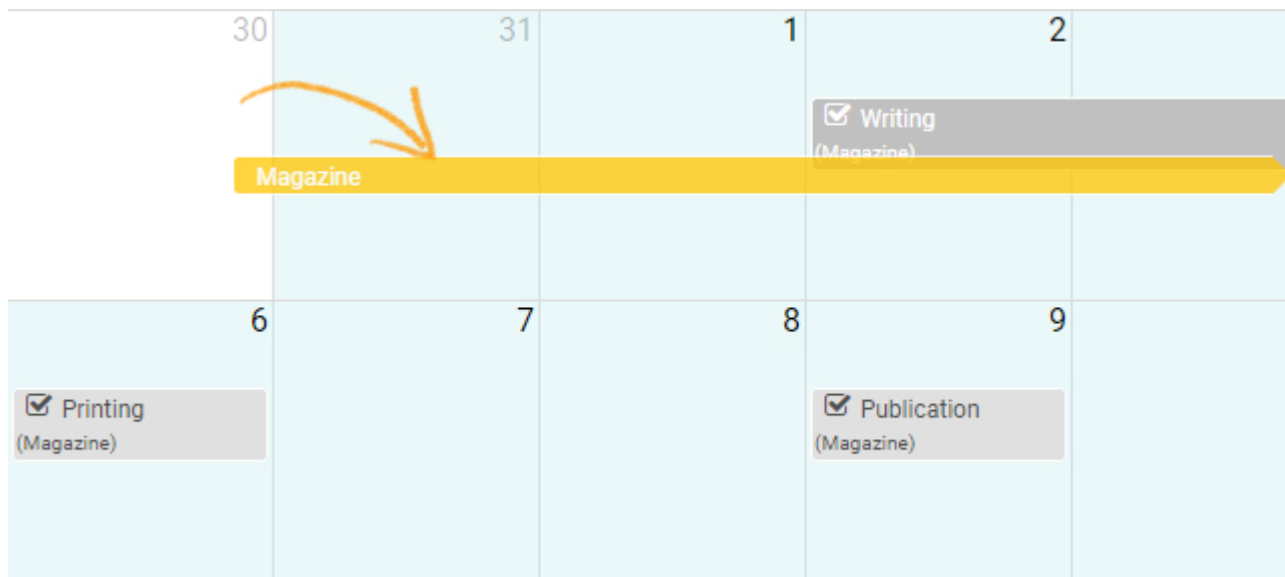 30 31 1 2
Writing
(Magazine)
Magazine
6 7 8 9
Printing
(Magazine)
Publication
(Magazine)